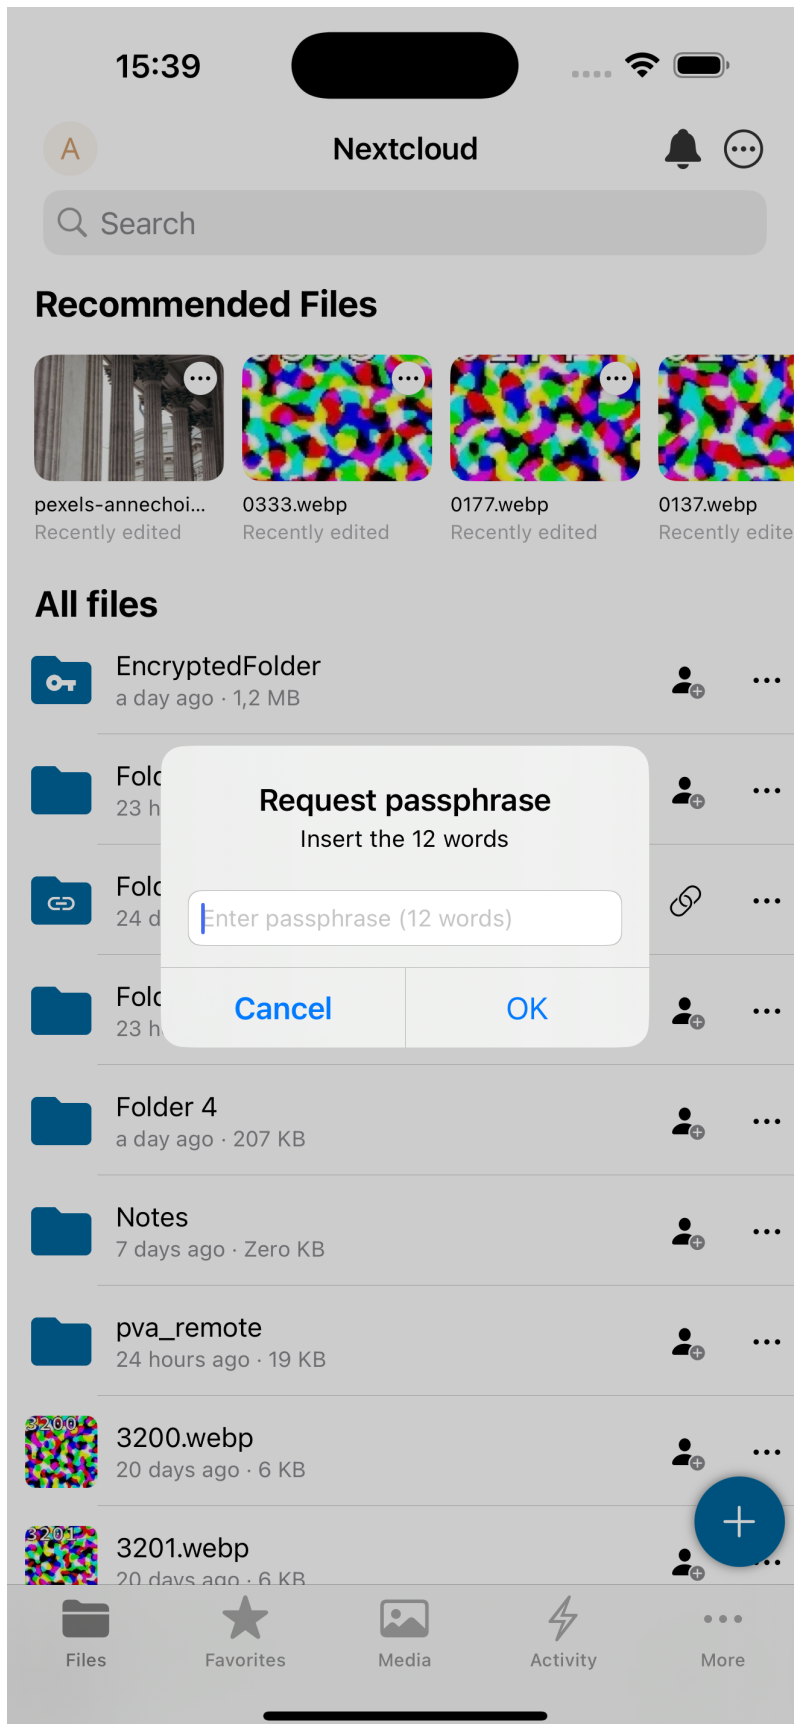 15:39
A
Nextcloud
Search
Recommended Files
pexels-annechoi...
Recently edited
0333.webp
Recently edited
0177.webp
Recently edited
0137.webp
Recently edite
All files
EncryptedFolder
a day ago · 1,2 MB
Fold
23 h
Fold
24 d
Fold
23 h
Request passphrase
Insert the 12 words
Enter passphrase (12 words)
Cancel
OK
Folder 4
a day ago · 207 KB
Notes
7 days ago · Zero KB
pva_remote
24 hours ago · 19 KB
3200
3200.webp
20 days ago · 6 KB
3201
3201.webp
20 days ago · 6 KB
Files
Favorites
Media
Activity
More